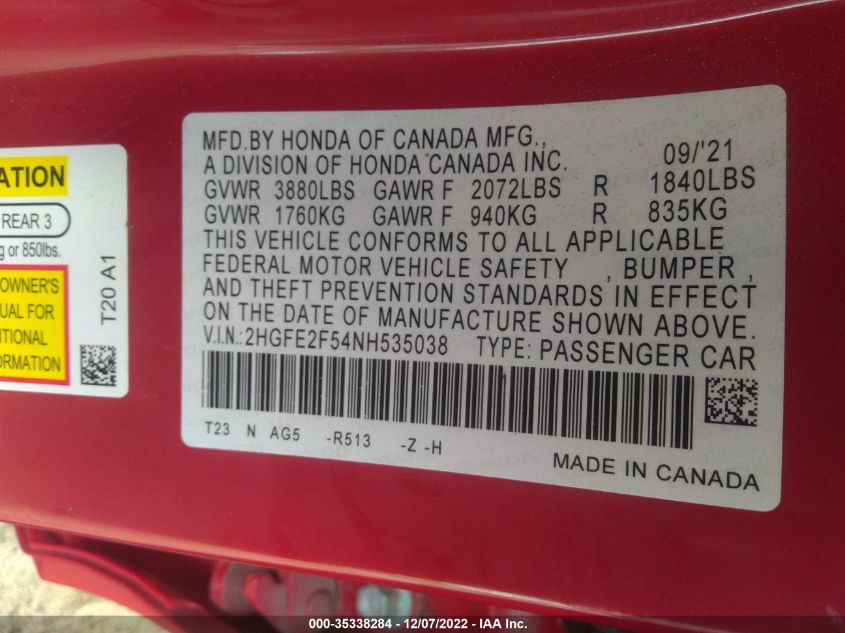 ATION
REAR 3
g or 850lbs.
OWNER'S
UAL FOR
ITIONAL
ORMATION
T20 A1
MFD.BY HONDA OF CANADA MFG.,
A DIVISION OF HONDA CANADA INC. 09/'21
GVWR 3880LBS GAWR F 2072LBS R 1840LBS
GVWR 1760KG GAWR F 940KG R 835KG
THIS VEHICLE CONFORMS TO ALL APPLICABLE
FEDERAL MOTOR VEHICLE SAFETY , BUMPER ,
AND THEFT PREVENTION STANDARDS IN EFFECT
ON THE DATE OF MANUFACTURE SHOWN ABOVE.
V.I.N.:2HGFE2F54NH535038 TYPE: PASSENGER CAR
T23 N AG5 -R513 -Z -H
MADE IN CANADA
000-35338284 - 12/07/2022 - IAA Inc.